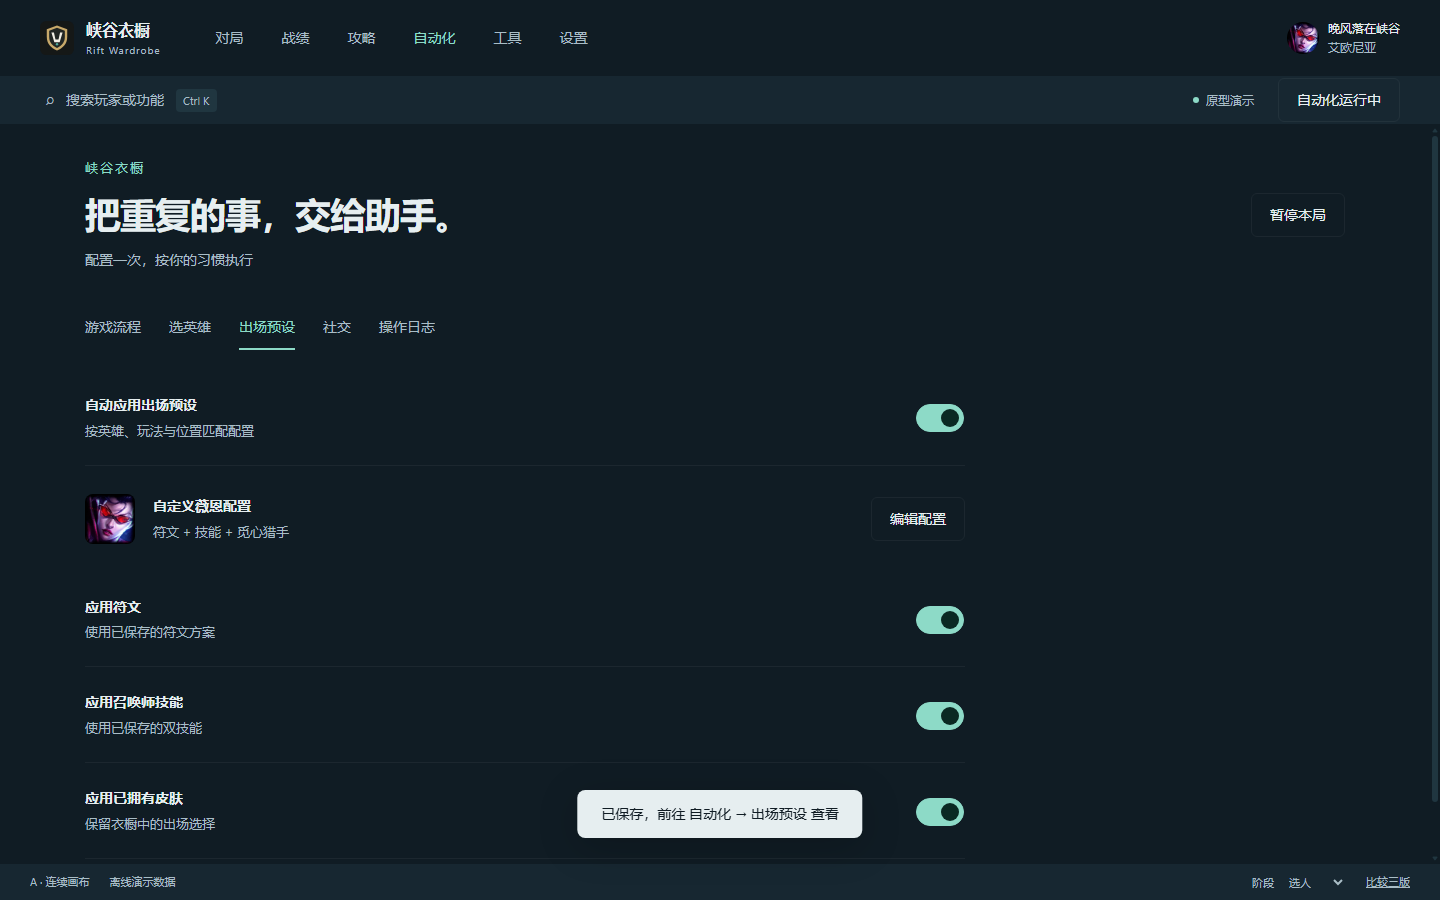 峡谷衣橱
Rift Wardrobe
对局
战绩
攻略
自动化
工具
设置
晚风落在峡谷
艾欧尼亚
搜索玩家或功能
Ctrl K
原型演示
自动化运行中
峡谷衣橱
把重复的事，交给助手。
配置一次，按你的习惯执行
暂停本局
游戏流程
选英雄
出场预设
社交
操作日志
自动应用出场预设
按英雄、玩法与位置匹配配置
自定义薇恩配置
符文 + 技能 + 觅心猎手
编辑配置
应用符文
使用已保存的符文方案
应用召唤师技能
使用已保存的双技能
应用已拥有皮肤
保留衣橱中的出场选择
已保存，前往 自动化 → 出场预设 查看
A · 连续画布
离线演示数据
阶段
选人
比较三版